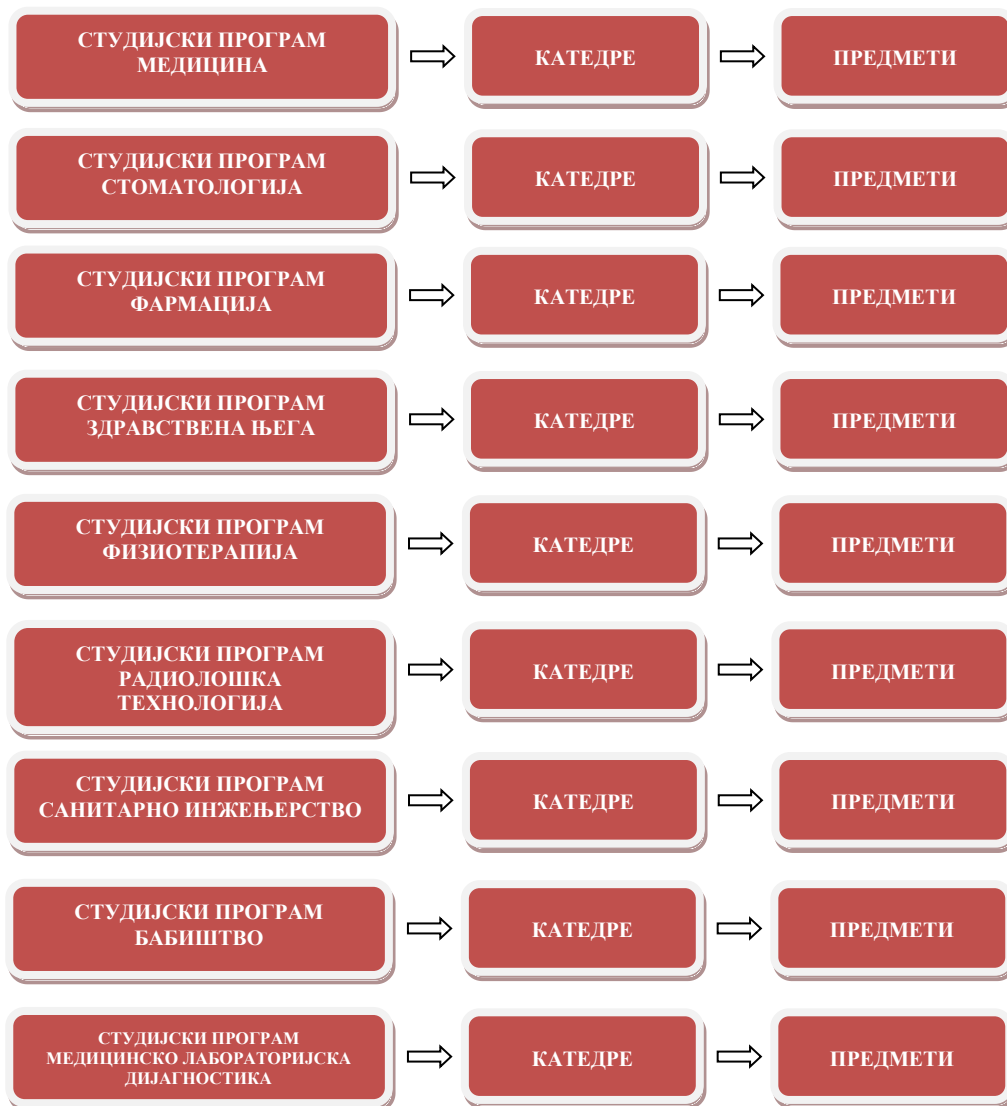 СТУДИЈСКИ ПРОГРАМ
МЕДИЦИНА
КАТЕДРЕ
ПРЕДМЕТИ
СТУДИЈСКИ ПРОГРАМ
СТОМАТОЛОГИЈА
КАТЕДРЕ
ПРЕДМЕТИ
СТУДИЈСКИ ПРОГРАМ
ФАРМАЦИЈА
КАТЕДРЕ
ПРЕДМЕТИ
СТУДИЈСКИ ПРОГРАМ
ЗДРАВСТВЕНА ЊЕГА
КАТЕДРЕ
ПРЕДМЕТИ
СТУДИЈСКИ ПРОГРАМ
ФИЗИОТЕРАПИЈА
КАТЕДРЕ
ПРЕДМЕТИ
СТУДИЈСКИ ПРОГРАМ
РАДИОЛОШКА
ТЕХНОЛОГИЈА
КАТЕДРЕ
ПРЕДМЕТИ
СТУДИЈСКИ ПРОГРАМ
САНИТАРНО ИНЖЕЊЕРСТВО
КАТЕДРЕ
ПРЕДМЕТИ
СТУДИЈСКИ ПРОГРАМ
БАБИШТВО
КАТЕДРЕ
ПРЕДМЕТИ
СТУДИЈСКИ ПРОГРАМ
МЕДИЦИНСКО ЛАБОРАТОРИЈСКА
ДИЈАГНОСТИКА
КАТЕДРЕ
ПРЕДМЕТИ